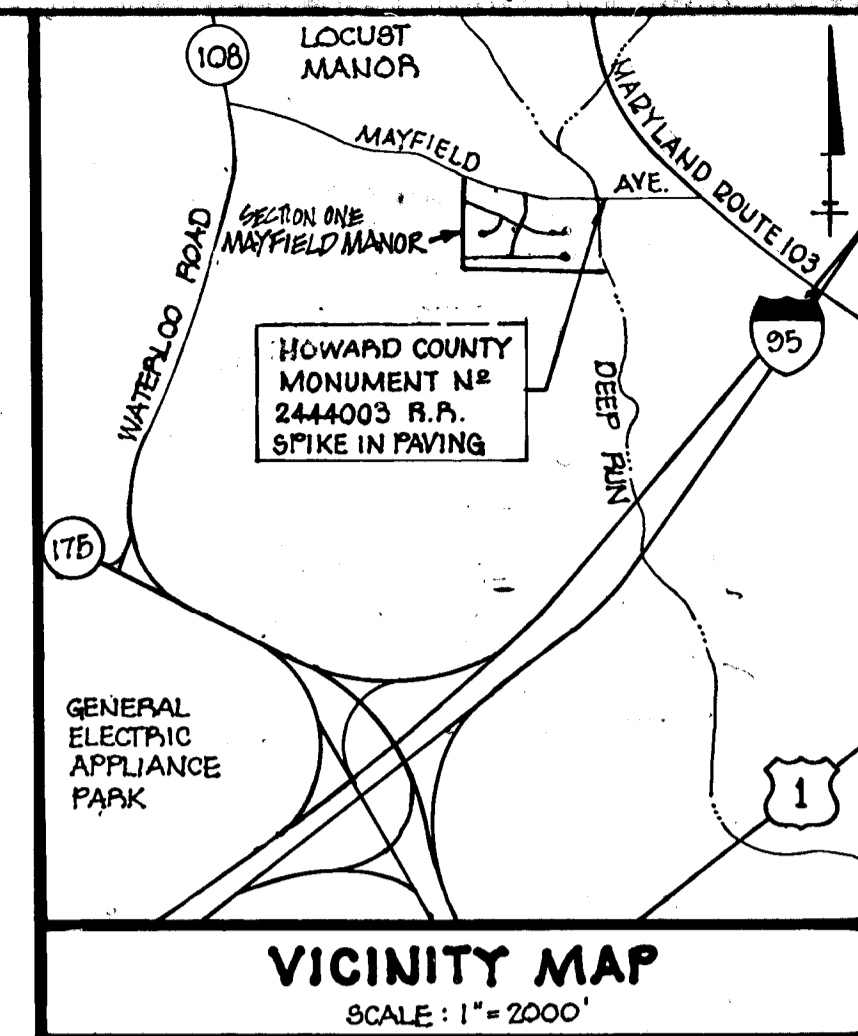 108
LOCUST
MANOR
MAYFIELD
AVE.
MARYLAND ROUTE 103
SECTION ONE
MAYFIELD MANOR
WATERLOO ROAD
95
HOWARD COUNTY
MONUMENT Nº
2444003 R.R.
SPIKE IN PAVING
DEEP RUN
175
GENERAL
ELECTRIC
APPLIANCE
PARK
1
VICINITY MAP
SCALE : 1" = 2000'